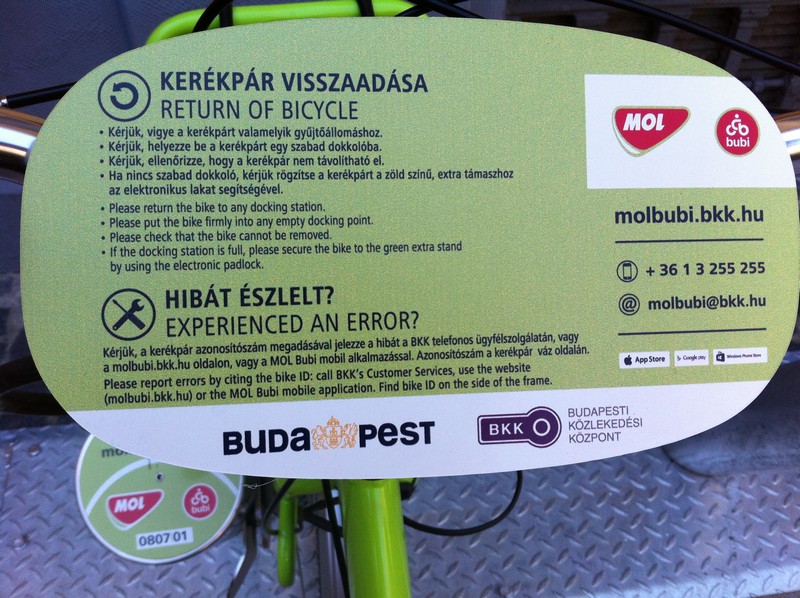 KERÉKPÁR VISSZAADÁSA
RETURN OF BICYCLE
• Kérjük, vigye a kerékpárt valamelyik gyűjtőállomáshoz.
• Kérjük, helyezze be a kerékpárt egy szabad dokkolóba.
• Kérjük, ellenőrizze, hogy a kerékpár nem távolítható el.
• Ha nincs szabad dokkoló, kérjük rögzítse a kerékpárt a zöld színű, extra támaszhoz
az elektronikus lakat segítségével.
• Please return the bike to any docking station.
• Please put the bike firmly into any empty docking point.
• Please check that the bike cannot be removed.
• If the docking station is full, please secure the bike to the green extra stand
by using the electronic padlock.
HIBÁT ÉSZLELT?
EXPERIENCED AN ERROR?
Kérjük, a kerékpár azonosítószám megadásával jelezze a hibát a BKK telefonos ügyfélszolgálatán, vagy
a molbubi.bkk.hu oldalon, vagy a MOL Bubi mobil alkalmazással. Azonosítószám a kerékpár váz oldalán.
Please report errors by citing the bike ID: call BKK's Customer Services, use the website
(molbubi.bkk.hu) or the MOL Bubi mobile application. Find bike ID on the side of the frame.
MOL
bubi
molbubi.bkk.hu
+ 36 1 3 255 255
@ molbubi@bkk.hu
App Store
Google play
Windows Phone Store
BUDAPEST
BKK
BUDAPESTI
KÖZLEKEDÉSI
KÖZPONT
MOL
bubi
0807 01